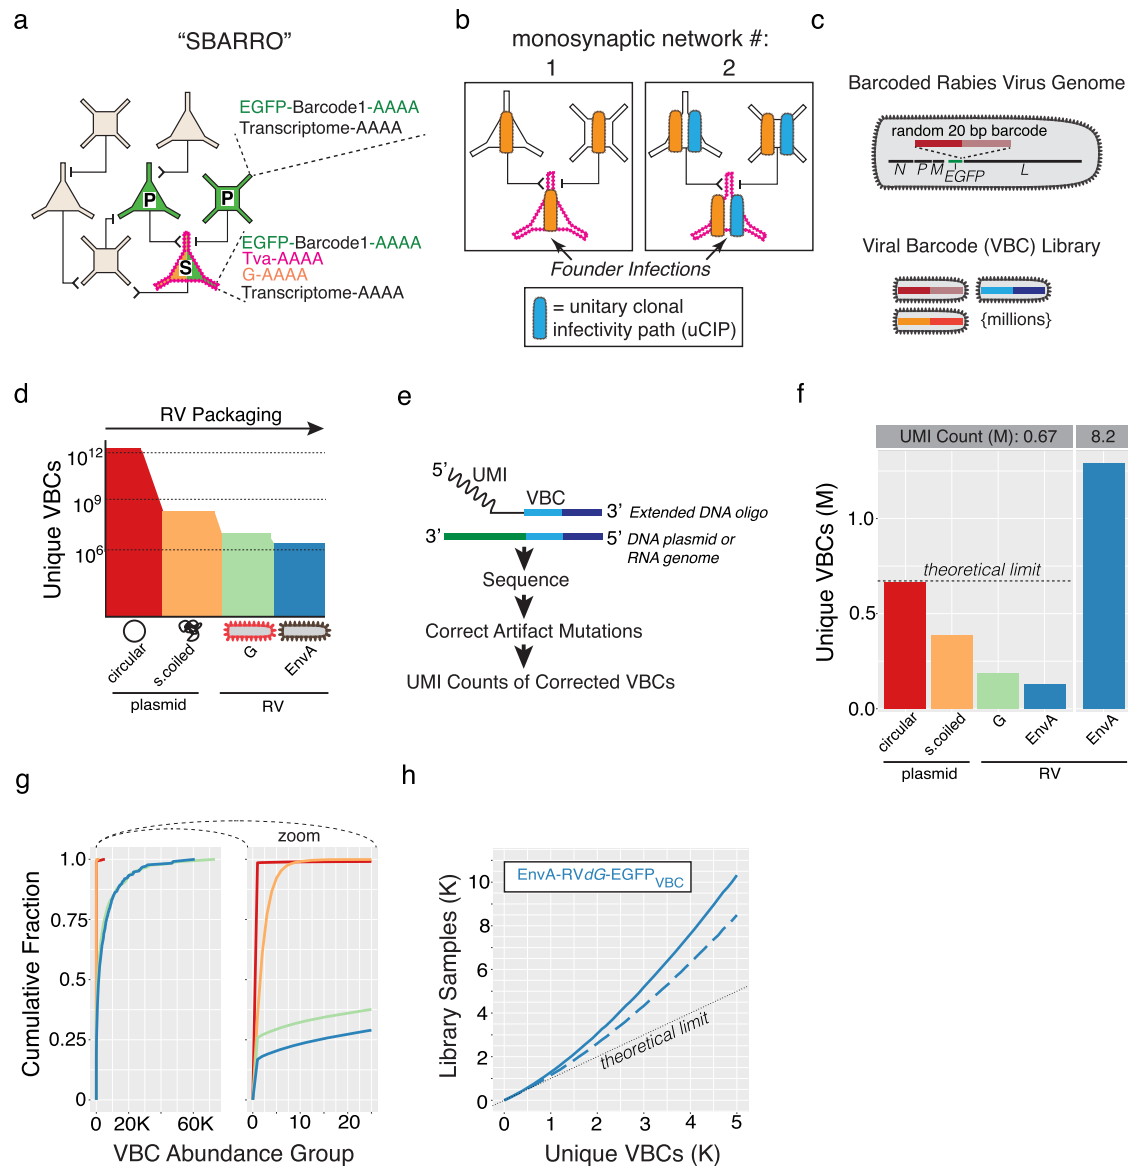 a
“SBARRO”
EGFP-Barcode1-AAAA
Transcriptome-AAAA
P
P
S
EGFP-Barcode1-AAAA
Tva-AAAA
G-AAAA
Transcriptome-AAAA
b
monosynaptic network #:
1
2
Founder Infections
= unitary clonal
infectivity path (uCIP)
c
Barcoded Rabies Virus Genome
random 20 bp barcode
N P M L
EGFP
Viral Barcode (VBC) Library
{millions}
d
RV Packaging
Unique VBCs
10^12
10^9
10^6
circular
s.coiled
G
EnvA
plasmid
RV
e
5’
UMI
VBC
3’ Extended DNA oligo
3’
5’ DNA plasmid or
RNA genome
Sequence
Correct Artifact Mutations
UMI Counts of Corrected VBCs
f
UMI Count (M): 0.67
8.2
Unique VBCs (M)
1.0
0.5
0.0
theoretical limit
circular
s.coiled
G
EnvA
EnvA
plasmid
RV
g
zoom
Cumulative Fraction
1.0
0.75
0.5
0.25
0
0 20K 60K
0 10 20
VBC Abundance Group
h
EnvA-RVdG-EGFP_VBC
Library Samples (K)
10
8
6
4
2
0
theoretical limit
0 1 2 3 4 5
Unique VBCs (K)